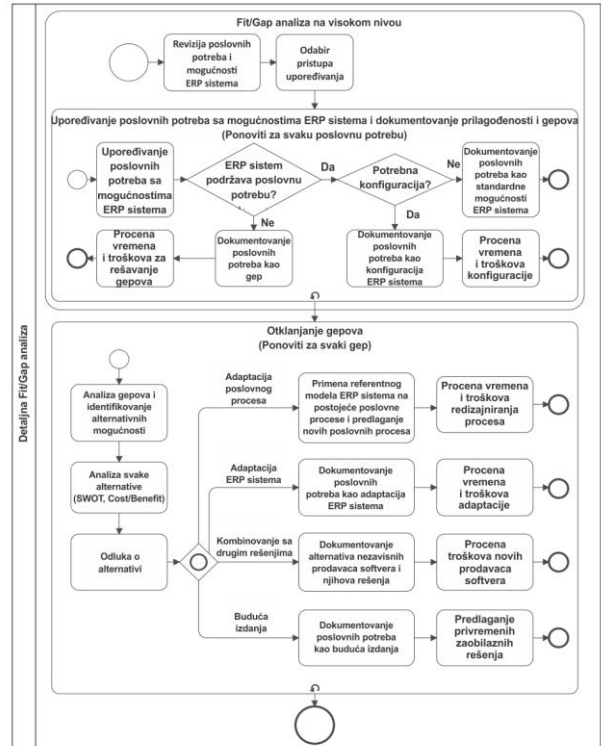 Detaljna Fit/Gap analiza
Fit/Gap analiza na visokom nivou
Revizija poslovnih
potreba i
mogućnosti
ERP sistema
Odabir
pristupa
upoređivanja
Upoređivanje poslovnih potreba sa mogućnostima ERP sistema i dokumentovanje prilagođenosti i gepova
(Ponoviti za svaku poslovnu potrebu)
Upoređivanje
poslovnih
potreba sa
mogućnostima
ERP sistema
ERP sistem
podržava poslovnu
potrebu?
Da
Potrebna
konfiguracija?
Ne
Dokumentovanje
poslovnih
potreba kao
standardne
mogućnosti
ERP sistema
Ne
Da
Procena
vremena
i troškova za
rešavanje
gepova
Dokumentovanje
poslovnih
potreba kao
gep
Dokumentovanje
poslovnih
potreba kao
konfiguracija
ERP sistema
Procena
vremena
i troškova
konfiguracije
Otklanjanje gepova
(Ponoviti za svaki gep)
Analiza gepova i
identifikovanje
alternativnih
mogućnosti
Analiza svake
alternative
(SWOT, Cost/Benefit)
Odluka o
alternativi
Adaptacija
poslovnog
procesa
Primena referentnog
modela ERP sistema na
postojeće poslovne
procese i predlaganje
novih poslovnih procesa
Procena vremena
i troškova
redizajniranja
procesa
Adaptacija
ERP sistema
Dokumentovanje
poslovnih
potreba kao adaptacija
ERP sistema
Procena
vremena
i troškova
adaptacije
Kombinovanje sa
drugim rešenjima
Dokumentovanje
alternativa nezavisnih
prodavaca softvera i
njihova rešenja
Procena
troškova novih
prodavaca
softvera
Buduća
izdanja
Dokumentovanje
poslovnih potreba
kao buduća izdanja
Predlaganje
privremenih
zaobilaznih
rešenja